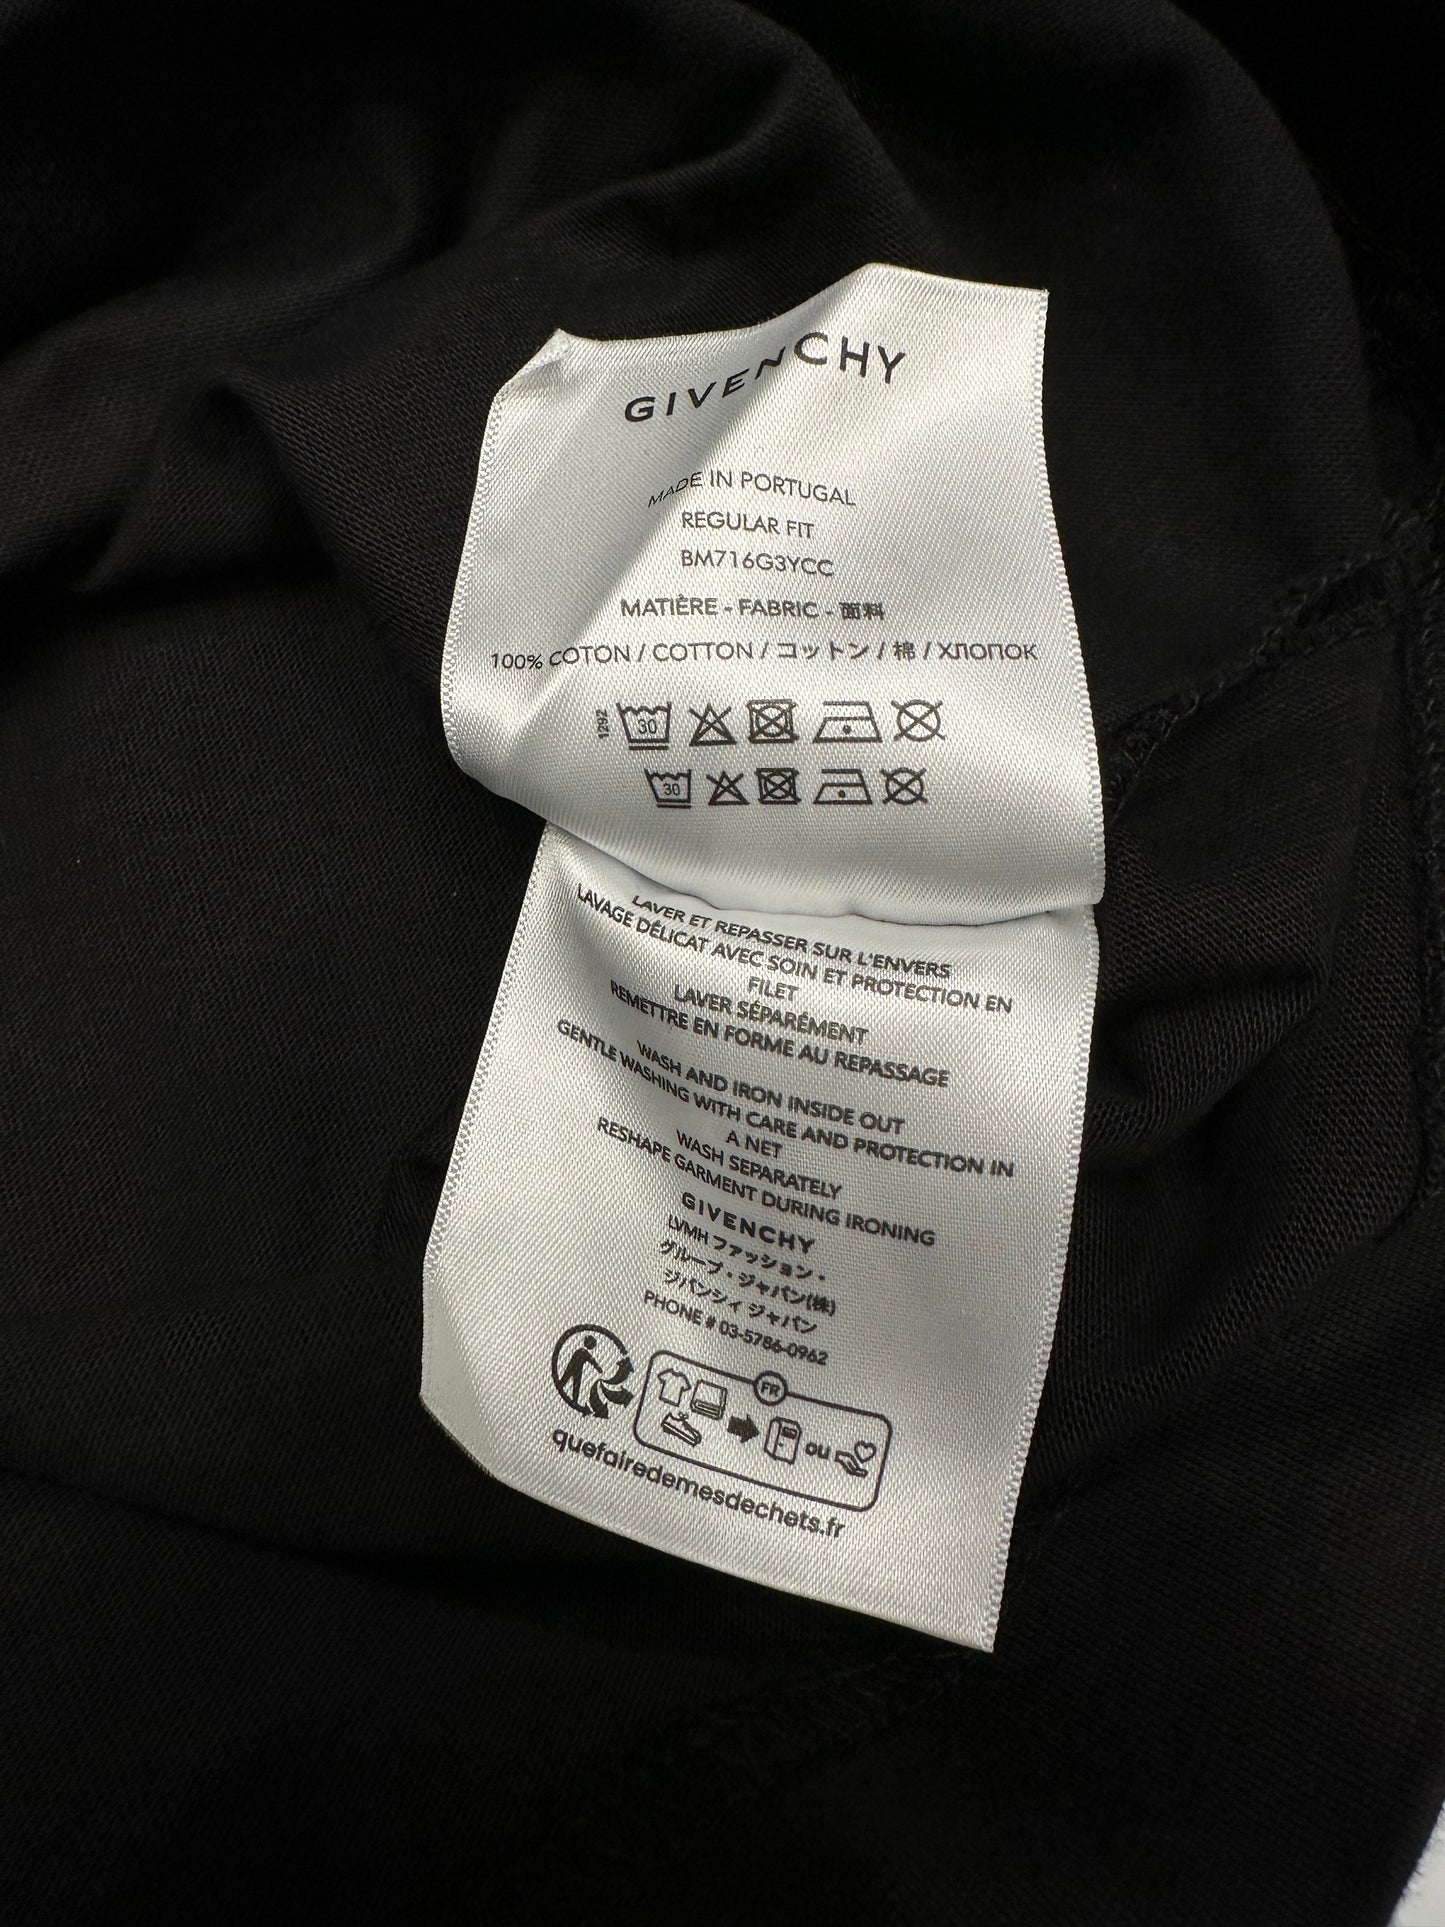 GIVENCHY
MADE IN PORTUGAL
REGULAR FIT
BM716G3YCC
MATIÈRE - FABRIC - 面料
100% COTON / COTTON / コットン / 棉 / ХЛОПОК
1292
30
30
LAVER ET REPASSER SUR L'ENVERS
LAVAGE DÉLICAT AVEC SOIN ET PROTECTION EN
FILET
LAVER SÉPARÉMENT
REMETTRE EN FORME AU REPASSAGE
WASH AND IRON INSIDE OUT
GENTLE WASHING WITH CARE AND PROTECTION IN
A NET
WASH SEPARATELY
RESHAPE GARMENT DURING IRONING
GIVENCHY
LVMH ファッション・
グループ・ジャパン(株)
ジバンシィ ジャパン
PHONE # 03-5786-0962
FR
ou
quefairedemesdechets.fr